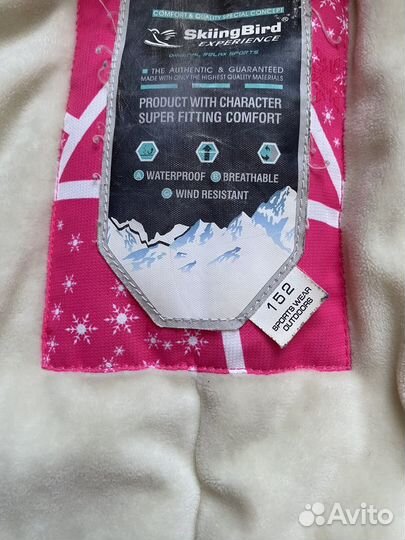 COMFORT & QUALITY SPECIAL CONCEPT
SkiingBird®
EXPERIENCE
ORIGINAL RELAX SPORTS
THE AUTHENTIC & GUARANTEED
MADE WITH ONLY THE HIGHEST QUALITY MATERIALS
PRODUCT WITH CHARACTER
SUPER FITTING COMFORT
WATERPROOF BREATHABLE
WIND RESISTANT
152
SPORTS WEAR
OUTDOORS
Avito